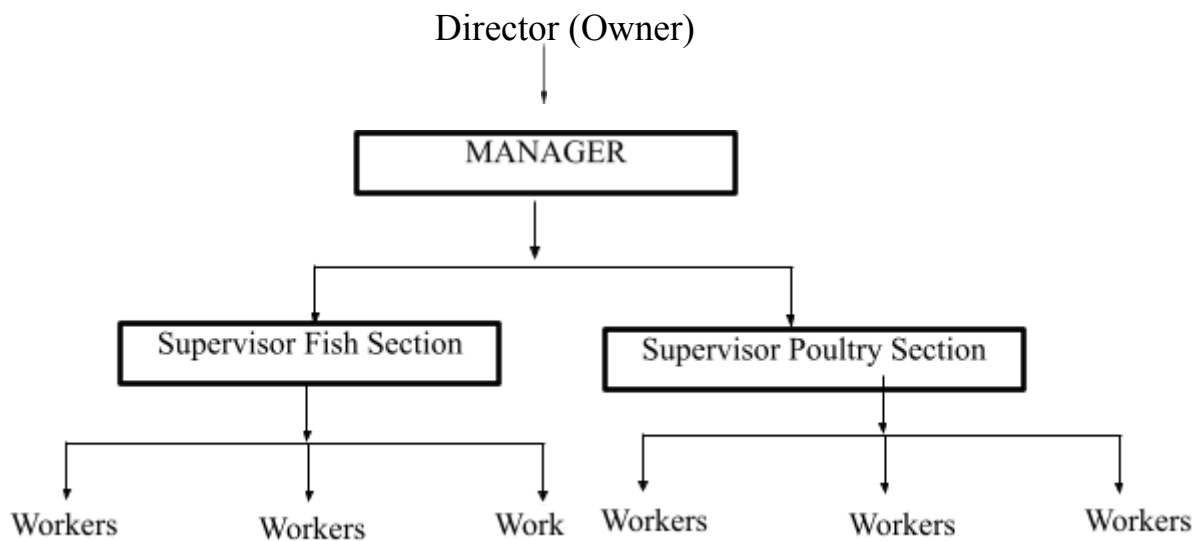 Director (Owner)
MANAGER
Supervisor Fish Section
Supervisor Poultry Section
Workers
Workers
Work
Workers
Workers
Workers